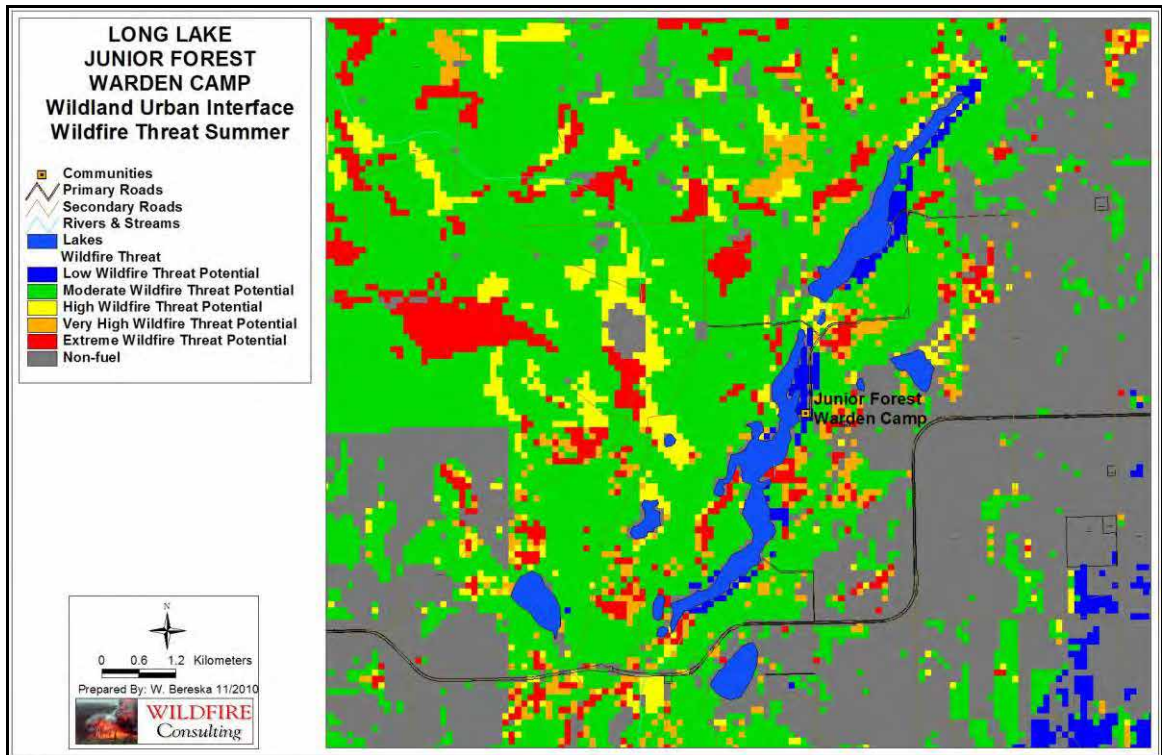 LONG LAKE
JUNIOR FOREST
WARDEN CAMP
Wildland Urban Interface
Wildfire Threat Summer
Communities
Primary Roads
Secondary Roads
Rivers & Streams
Lakes
Wildfire Threat
Low Wildfire Threat Potential
Moderate Wildfire Threat Potential
High Wildfire Threat Potential
Very High Wildfire Threat Potential
Extreme Wildfire Threat Potential
Non-fuel
Junior Forest
Warden Camp
N
0 0.6 1.2 Kilometers
Prepared By: W. Bereska 11/2010
WILDFIRE
Consulting